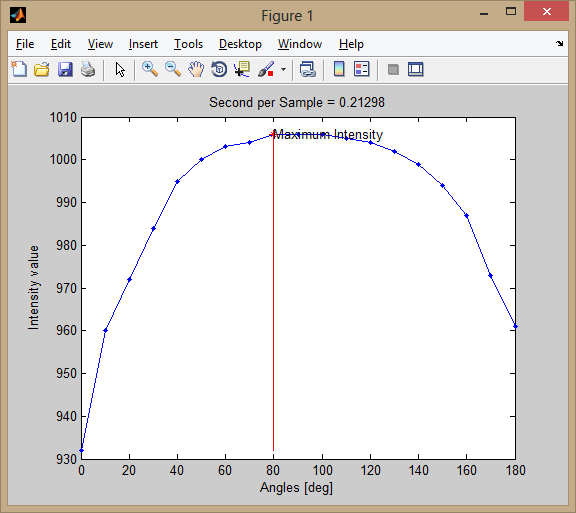 Figure 1
File Edit View Insert Tools Desktop Window Help
Second per Sample = 0.21298
1010
Maximum Intensity
1000
990
980
970
960
950
940
930
Intensity value
0 20 40 60 80 100 120 140 160 180
Angles [deg]